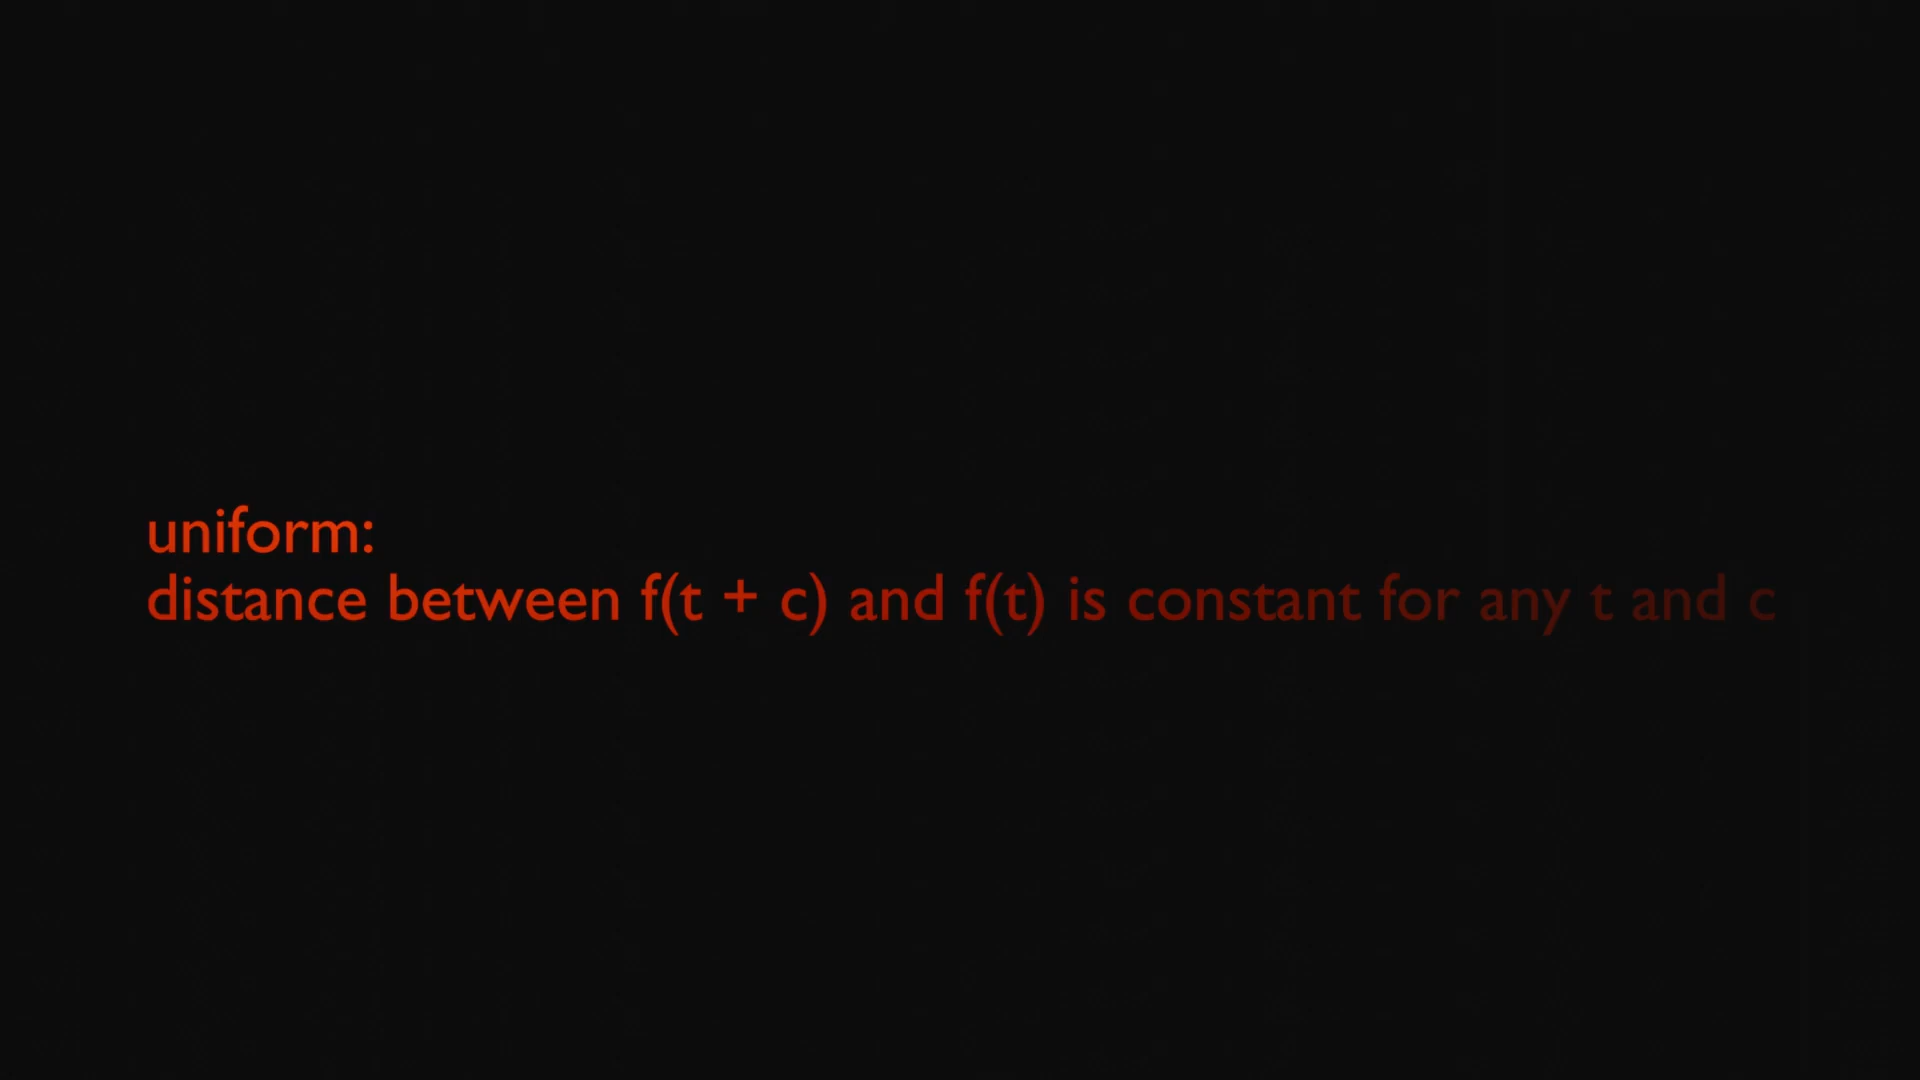 uniform:
distance between f(t + c) and f(t) is constant for any t and c